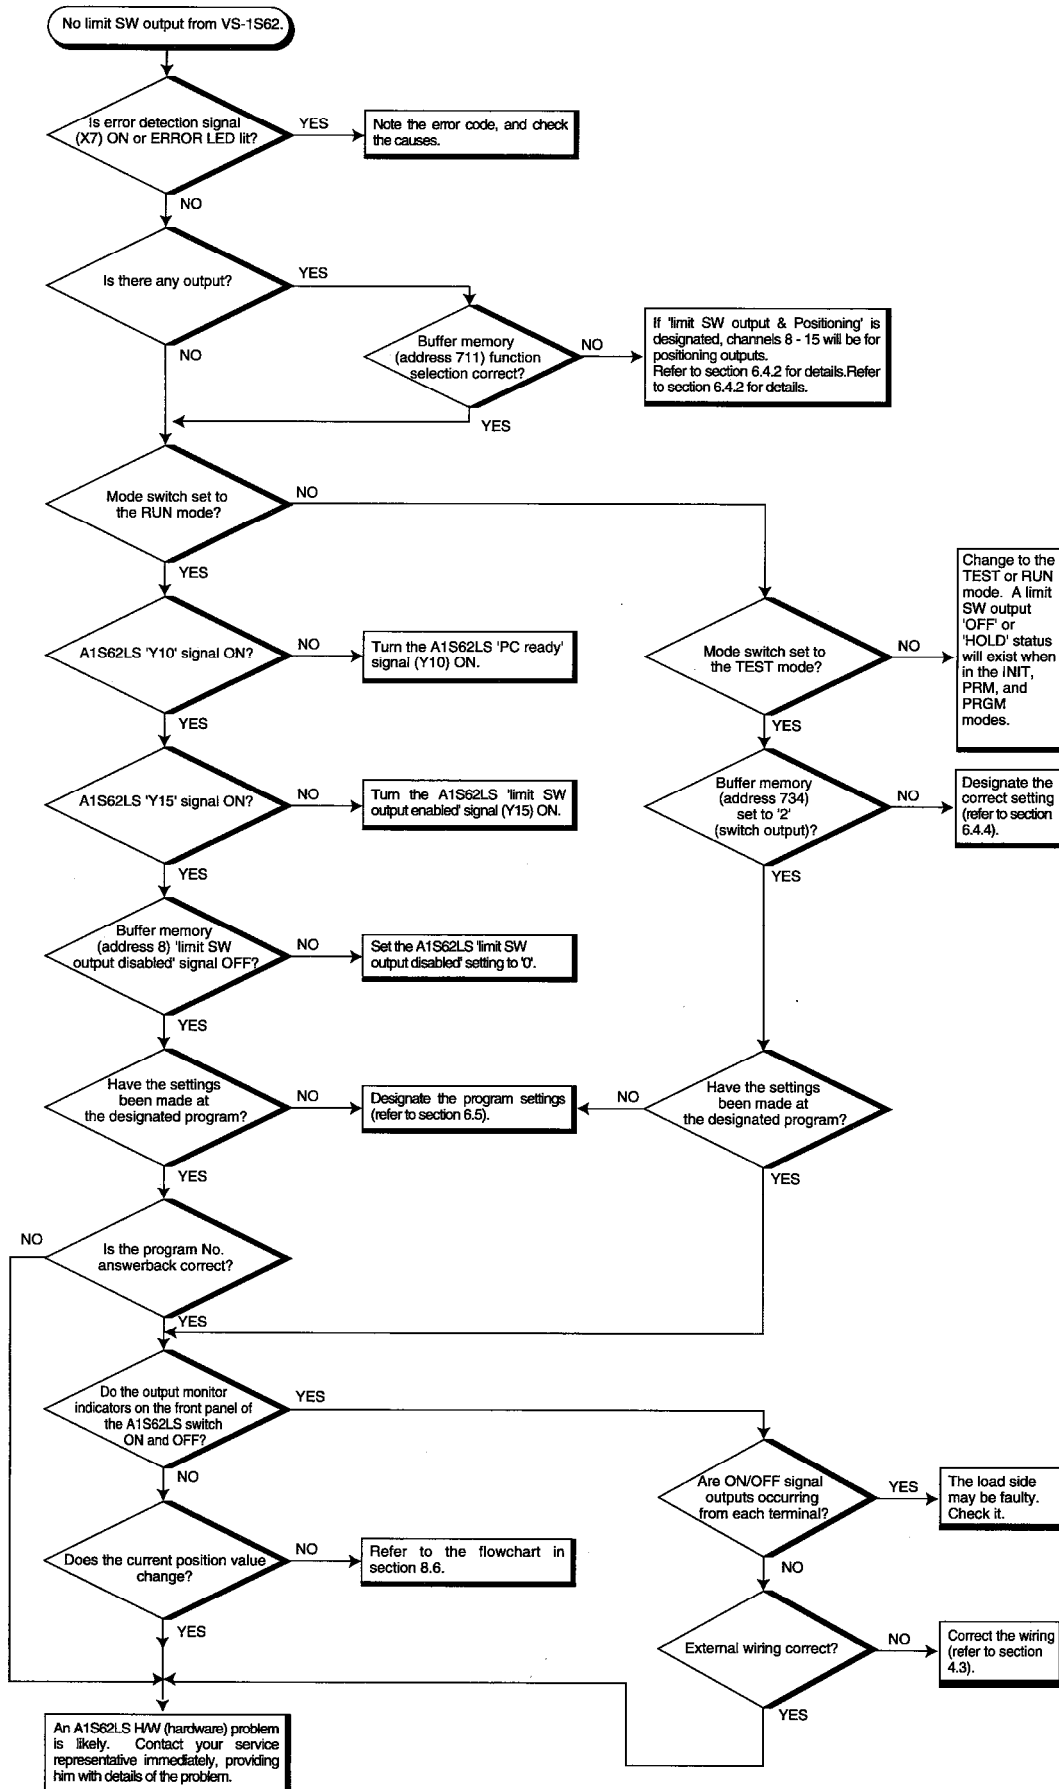 No limit SW output from VS-1S62.
Is error detection signal
(X7) ON or ERROR LED lit?
YES
Note the error code, and check
the causes.
NO
Is there any output?
YES
NO
Buffer memory
(address 711) function
selection correct?
NO
If 'limit SW output & Positioning' is
designated, channels 8 - 15 will be for
positioning outputs.
Refer to section 6.4.2 for details.Refer
to section 6.4.2 for details.
YES
Mode switch set to
the RUN mode?
NO
YES
A1S62LS 'Y10' signal ON?
NO
Turn the A1S62LS 'PC ready'
signal (Y10) ON.
Mode switch set to
the TEST mode?
NO
Change to the
TEST or RUN
mode. A limit
SW output
'OFF' or
'HOLD' status
will exist when
in the INIT,
PRM, and
PRGM
modes.
YES
YES
A1S62LS 'Y15' signal ON?
NO
Turn the A1S62LS 'limit SW
output enabled' signal (Y15) ON.
Buffer memory
(address 734)
set to '2'
(switch output)?
NO
Designate the
correct setting
(refer to section
6.4.4).
YES
YES
Buffer memory
(address 8) 'limit SW
output disabled' signal OFF?
NO
Set the A1S62LS 'limit SW
output disabled' setting to '0'.
YES
Have the settings
been made at
the designated program?
NO
Designate the program settings
(refer to section 6.5).
NO
Have the settings
been made at
the designated program?
YES
YES
NO
Is the program No.
answerback correct?
YES
Do the output monitor
indicators on the front panel of
the A1S62LS switch
ON and OFF?
YES
NO
Are ON/OFF signal
outputs occurring
from each terminal?
YES
The load side
may be faulty.
Check it.
Does the current position value
change?
NO
Refer to the flowchart in
section 8.6.
NO
YES
External wiring correct?
NO
Correct the wiring
(refer to section
4.3).
YES
An A1S62LS H/W (hardware) problem
is likely. Contact your service
representative immediately, providing
him with details of the problem.